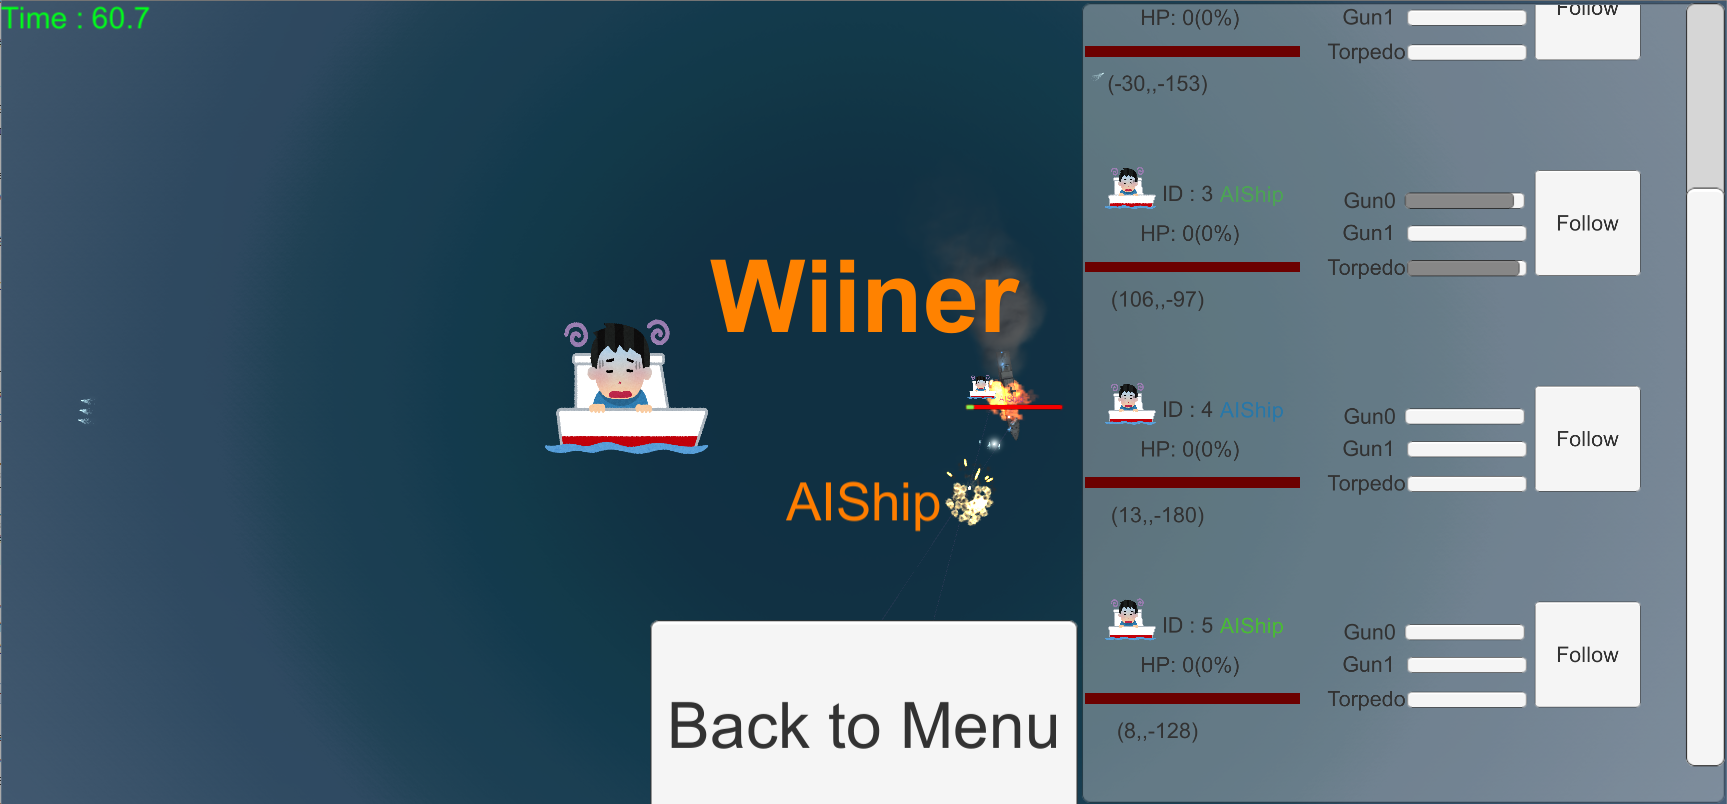 Time : 60.7
HP: 0(0%)
Gun1
Follow
Torpedo
(-30,,-153)
ID : 3 AIShip
HP: 0(0%)
(106,,-97)
Gun0
Gun1
Torpedo
Follow
Wiiner
AIShip
ID : 4 AIShip
HP: 0(0%)
(13,,-180)
Gun0
Gun1
Torpedo
Follow
ID : 5 AIShip
HP: 0(0%)
(8,,-128)
Gun0
Gun1
Torpedo
Follow
Back to Menu